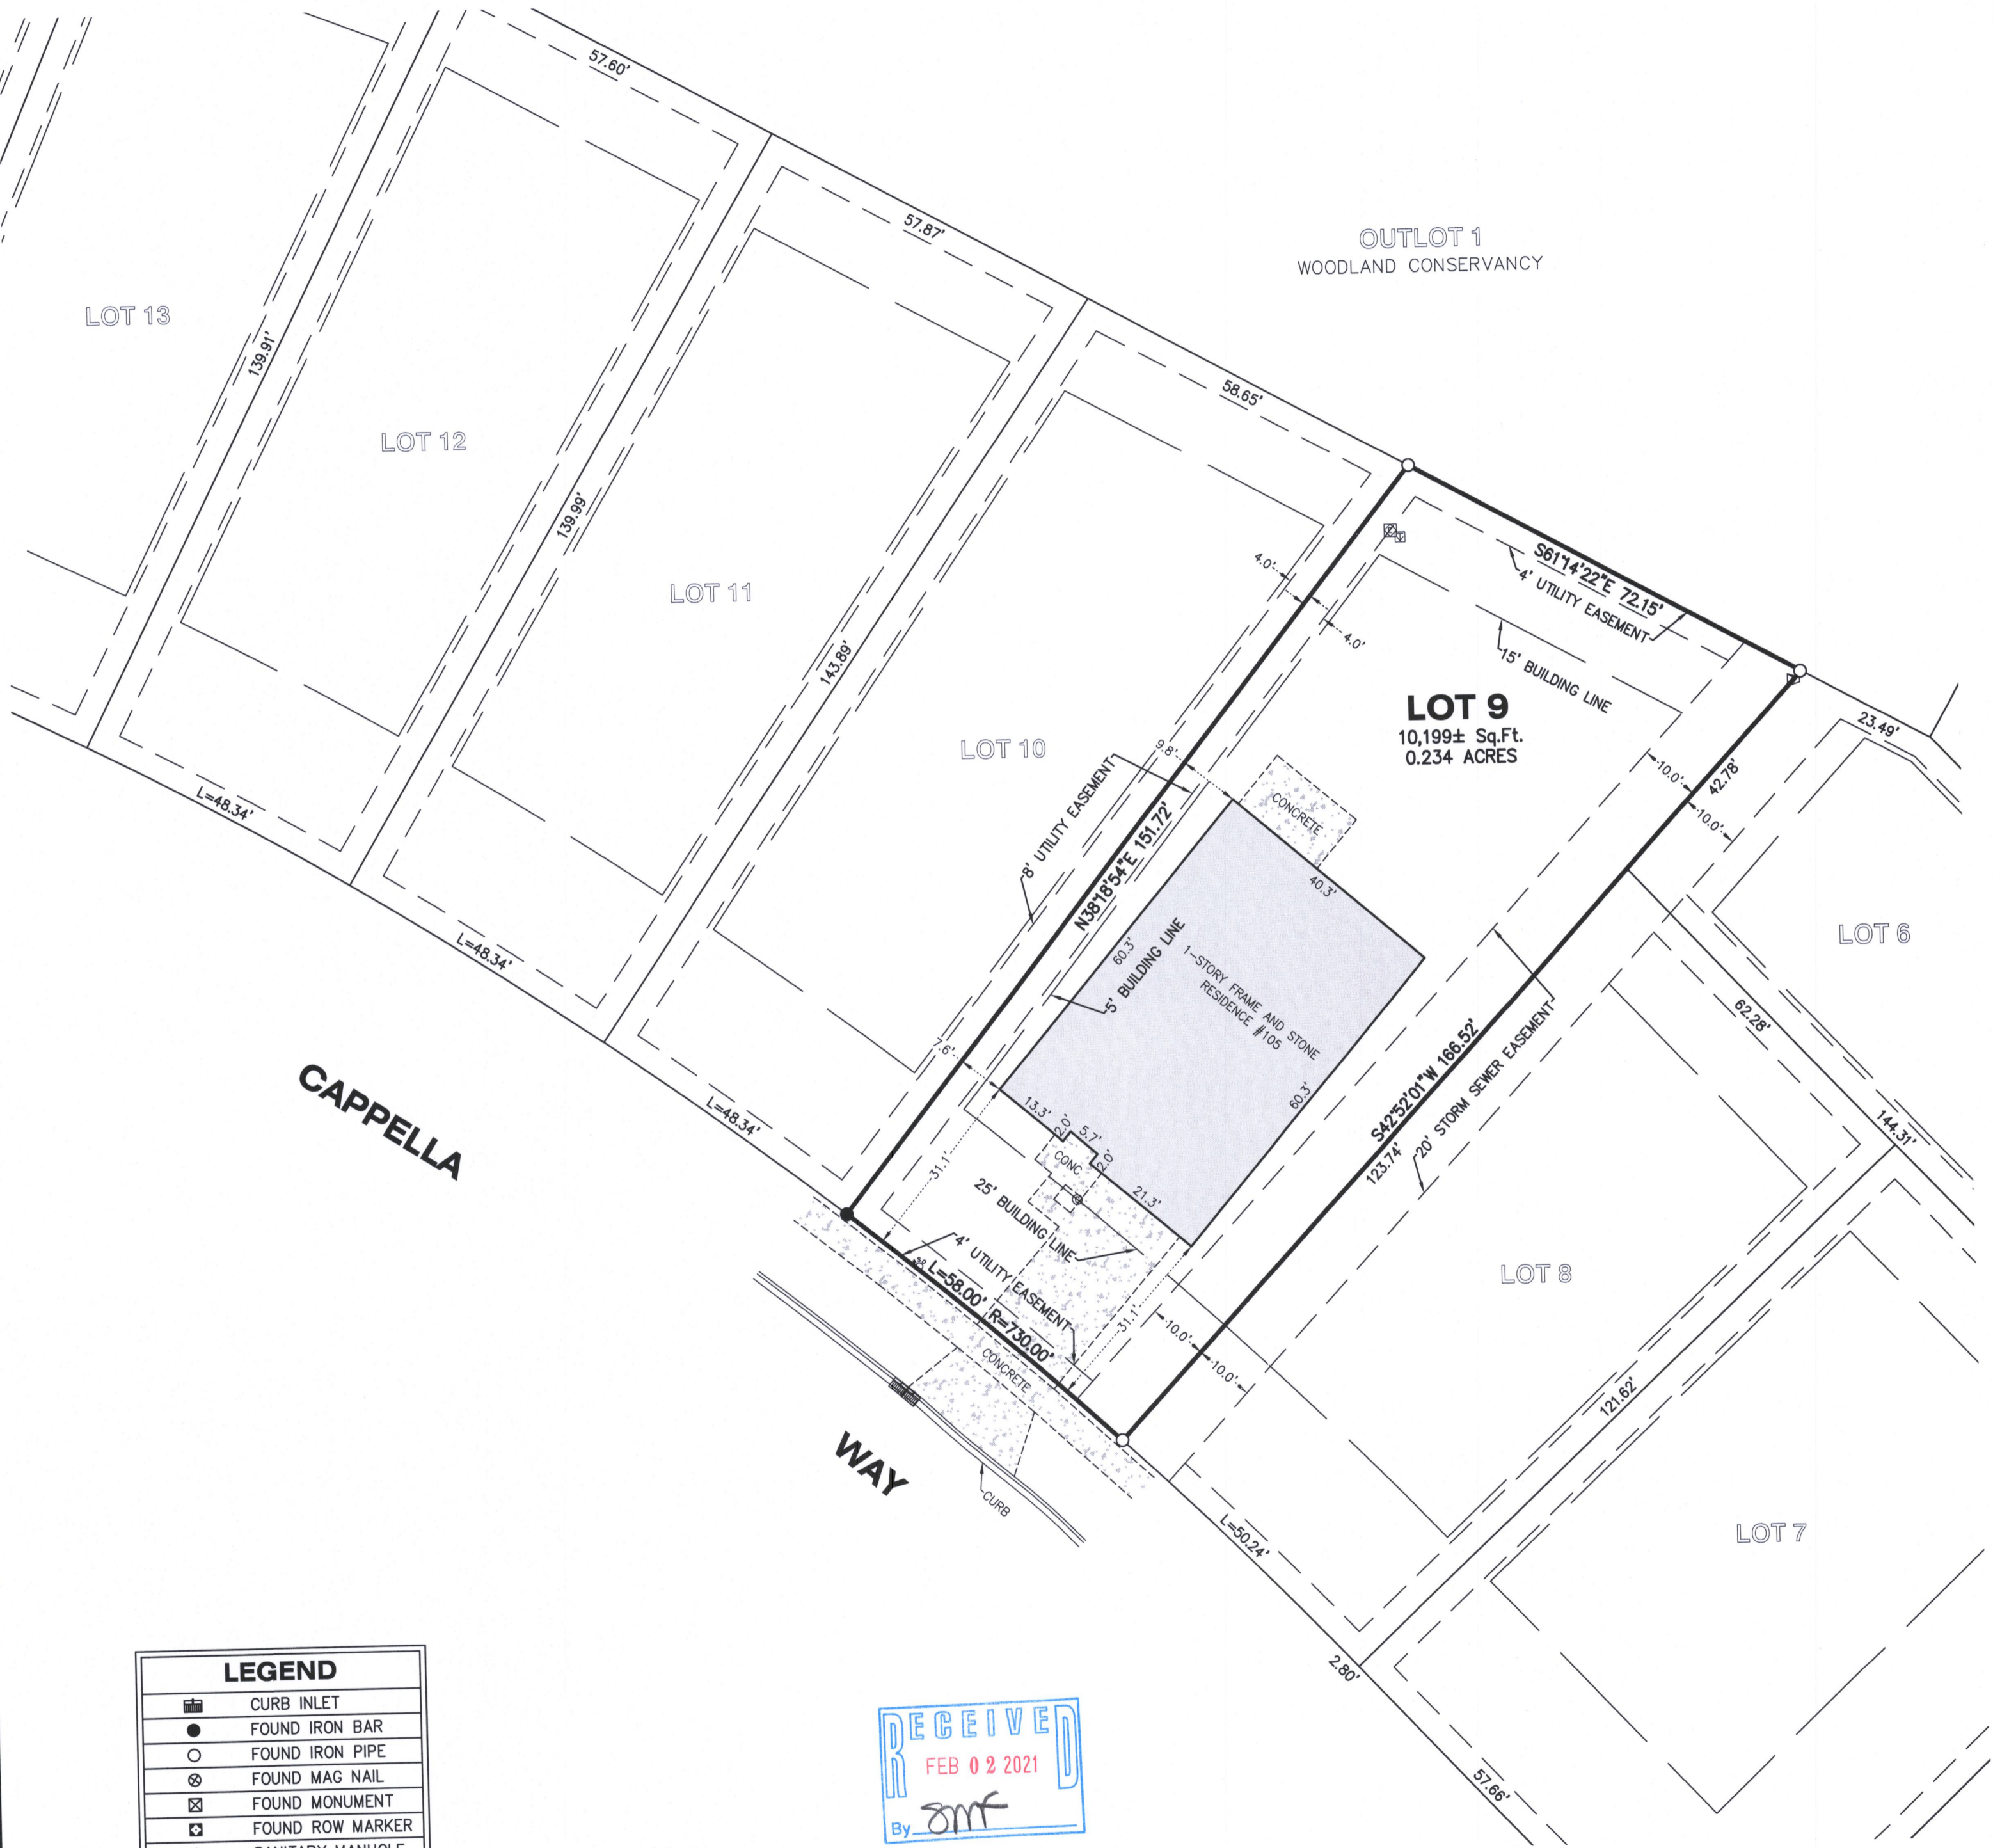 57.60'
57.87'
OUTLOT 1
WOODLAND CONSERVANCY
LOT 13
139.91'
LOT 12
139.99'
58.65'
LOT 11
143.89'
LOT 10
4.0'
4.0'
S61°14'22"E 72.15'
4' UTILITY EASEMENT
15' BUILDING LINE
LOT 9
10,199± Sq.Ft.
0.234 ACRES
23.49'
10.0'
42.78'
10.0'
9.8'
8' UTILITY EASEMENT
N38°18'54"E 151.72'
CONCRETE
40.3'
60.3'
5' BUILDING LINE
1-STORY FRAME AND STONE
RESIDENCE #105
60.3'
LOT 6
62.28'
144.31'
S42°52'01"W 166.52'
123.74'
20' STORM SEWER EASEMENT
L=48.34'
L=48.34'
L=48.34'
7.6'
13.3'
2.0'
5.7'
2.0'
CONC
21.3'
31.1'
25' BUILDING LINE
4' UTILITY EASEMENT
L=58.00' R=730.00'
31.1'
10.0'
10.0'
CONCRETE
CAPPELLA
WAY
CURB
LOT 8
121.62'
LOT 7
L=50.24'
2.80'
57.66'
LEGEND
CURB INLET
FOUND IRON BAR
FOUND IRON PIPE
FOUND MAG NAIL
FOUND MONUMENT
FOUND ROW MARKER
SANITARY MANHOLE
RECEIVED
FEB 02 2021
By SMF